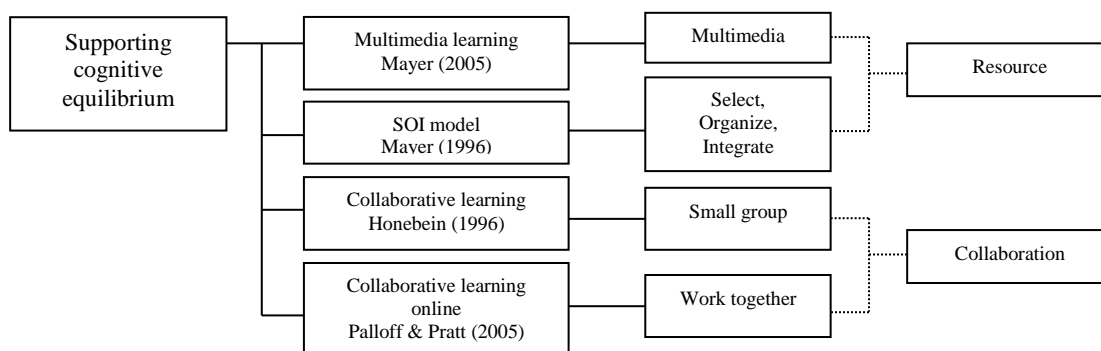 Supporting
cognitive
equilibrium
Multimedia learning
Mayer (2005)
Multimedia
Resource
SOI model
Mayer (1996)
Select,
Organize,
Integrate
Collaborative learning
Honebein (1996)
Small group
Collaboration
Collaborative learning
online
Palloff & Pratt (2005)
Work together